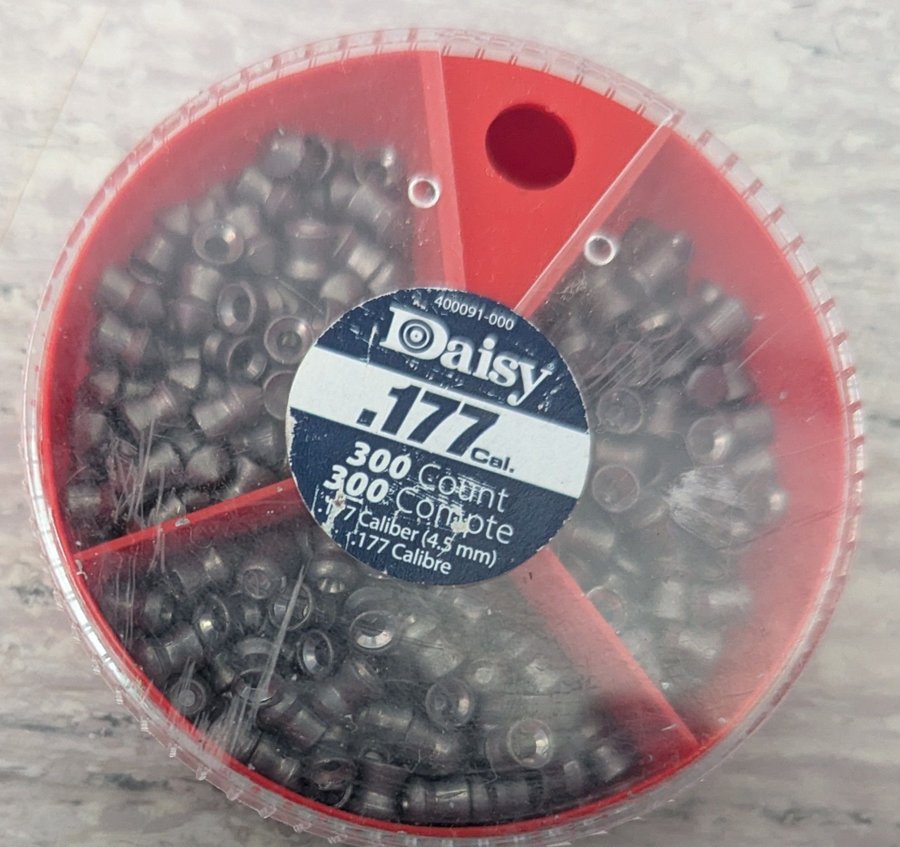 400091-000
Daisy
.177 Cal.
300 Count
300 Compte
.177 Caliber (4.5 mm)
.177 Calibre